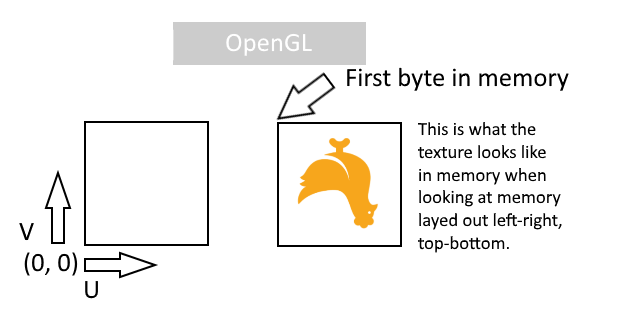 OpenGL
First byte in memory
This is what the
texture looks like
in memory when
looking at memory
layed out left-right,
top-bottom.
V
(0, 0)
U